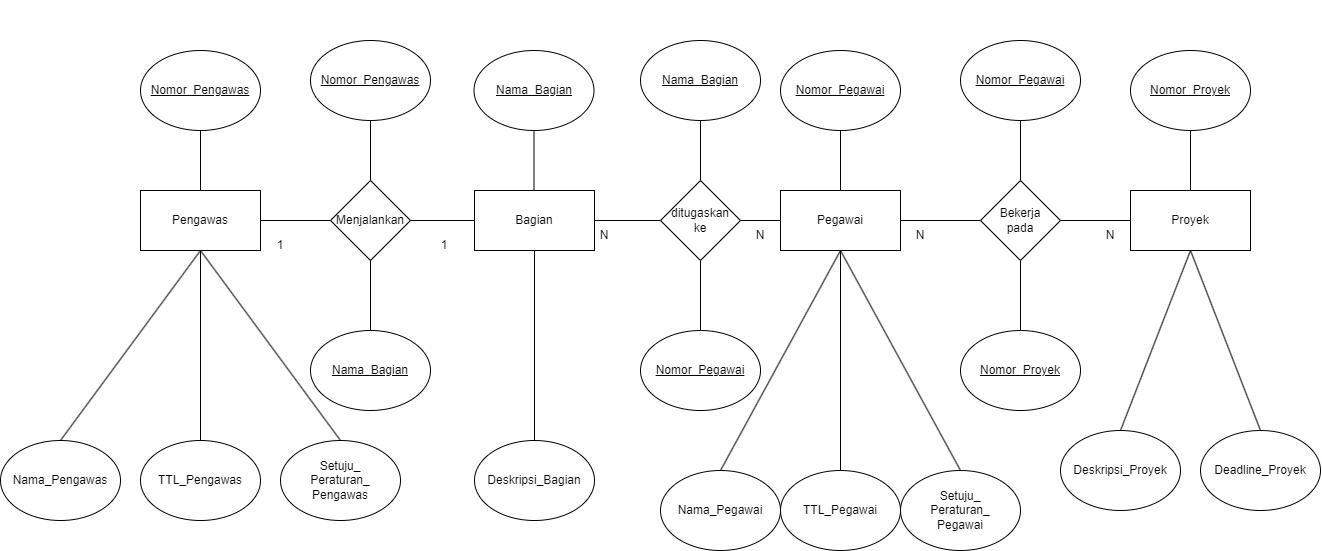 Nomor_Pengawas
Nomor_Pengawas
Nama_Bagian
Nama_Bagian
Nomor_Pegawai
Nomor_Pegawai
Nomor_Proyek
Pengawas
Menjalankan
Bagian
ditugaskan
ke
Pegawai
Bekerja
pada
Proyek
1
1
N
N
N
N
Nama_Bagian
Nomor_Pegawai
Nomor_Proyek
Nama_Pengawas
TTL_Pengawas
Setuju_
Peraturan_
Pengawas
Deskripsi_Bagian
Nama_Pegawai
TTL_Pegawai
Setuju_
Peraturan_
Pegawai
Deskripsi_Proyek
Deadline_Proyek